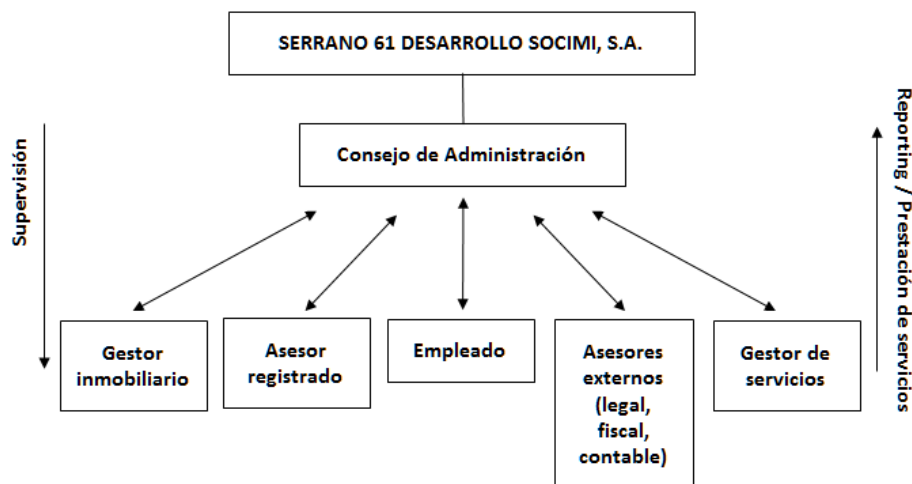 SERRANO 61 DESARROLLO SOCIMI, S.A.
Consejo de Administración
Supervisión
Reporting / Prestación de servicios
Gestor
inmobiliario
Asesor
registrado
Empleado
Asesores
externos
(legal,
fiscal,
contable)
Gestor de
servicios